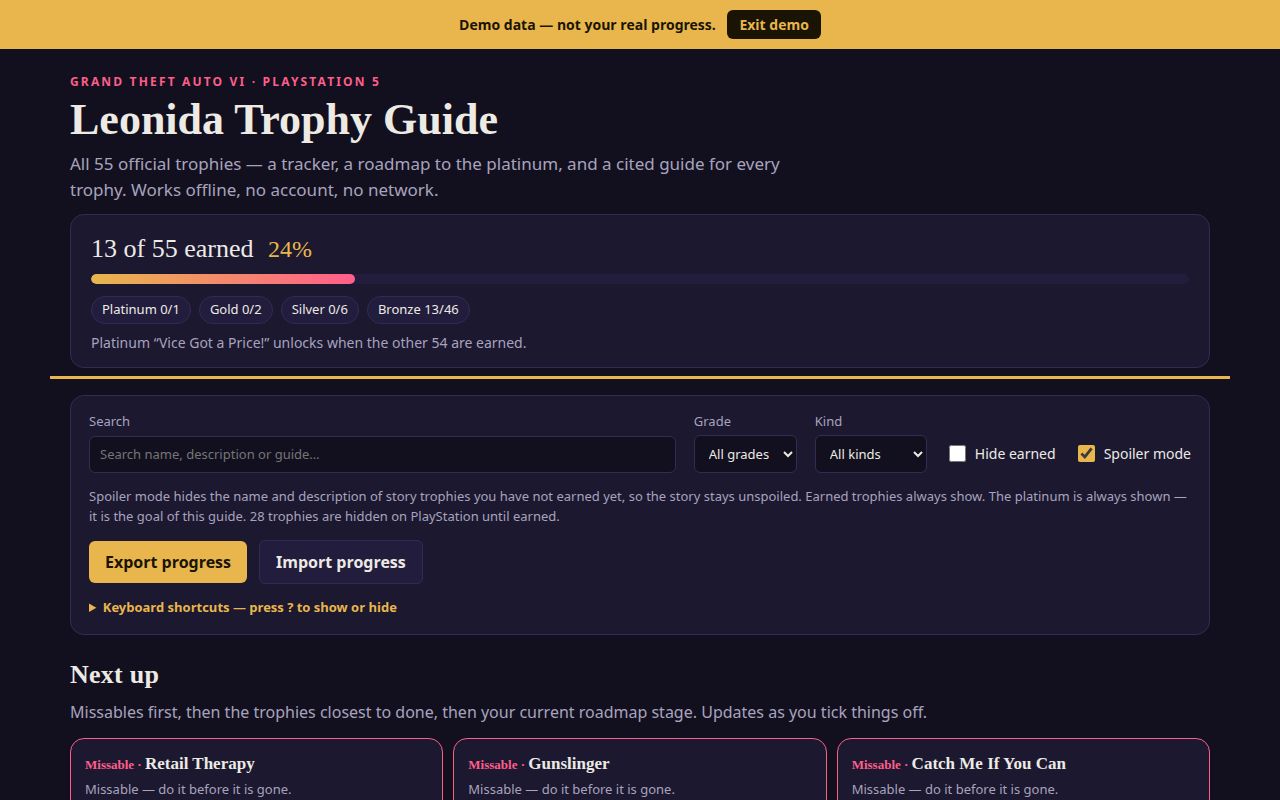 Demo data — not your real progress. Exit demo
GRAND THEFT AUTO VI · PLAYSTATION 5
Leonida Trophy Guide
All 55 official trophies — a tracker, a roadmap to the platinum, and a cited guide for every
trophy. Works offline, no account, no network.
13 of 55 earned 24%
Platinum 0/1 Gold 0/2 Silver 0/6 Bronze 13/46
Platinum “Vice Got a Price!” unlocks when the other 54 are earned.
Search Grade Kind
Search name, description or guide... All grades All kinds Hide earned Spoiler mode
Spoiler mode hides the name and description of story trophies you have not earned yet, so the story stays unspoiled. Earned trophies always show. The platinum is always shown —
it is the goal of this guide. 28 trophies are hidden on PlayStation until earned.
Export progress Import progress
Keyboard shortcuts — press ? to show or hide
Next up
Missables first, then the trophies closest to done, then your current roadmap stage. Updates as you tick things off.
Missable · Retail Therapy Missable · Gunslinger Missable · Catch Me If You Can
Missable — do it before it is gone. Missable — do it before it is gone. Missable — do it before it is gone.